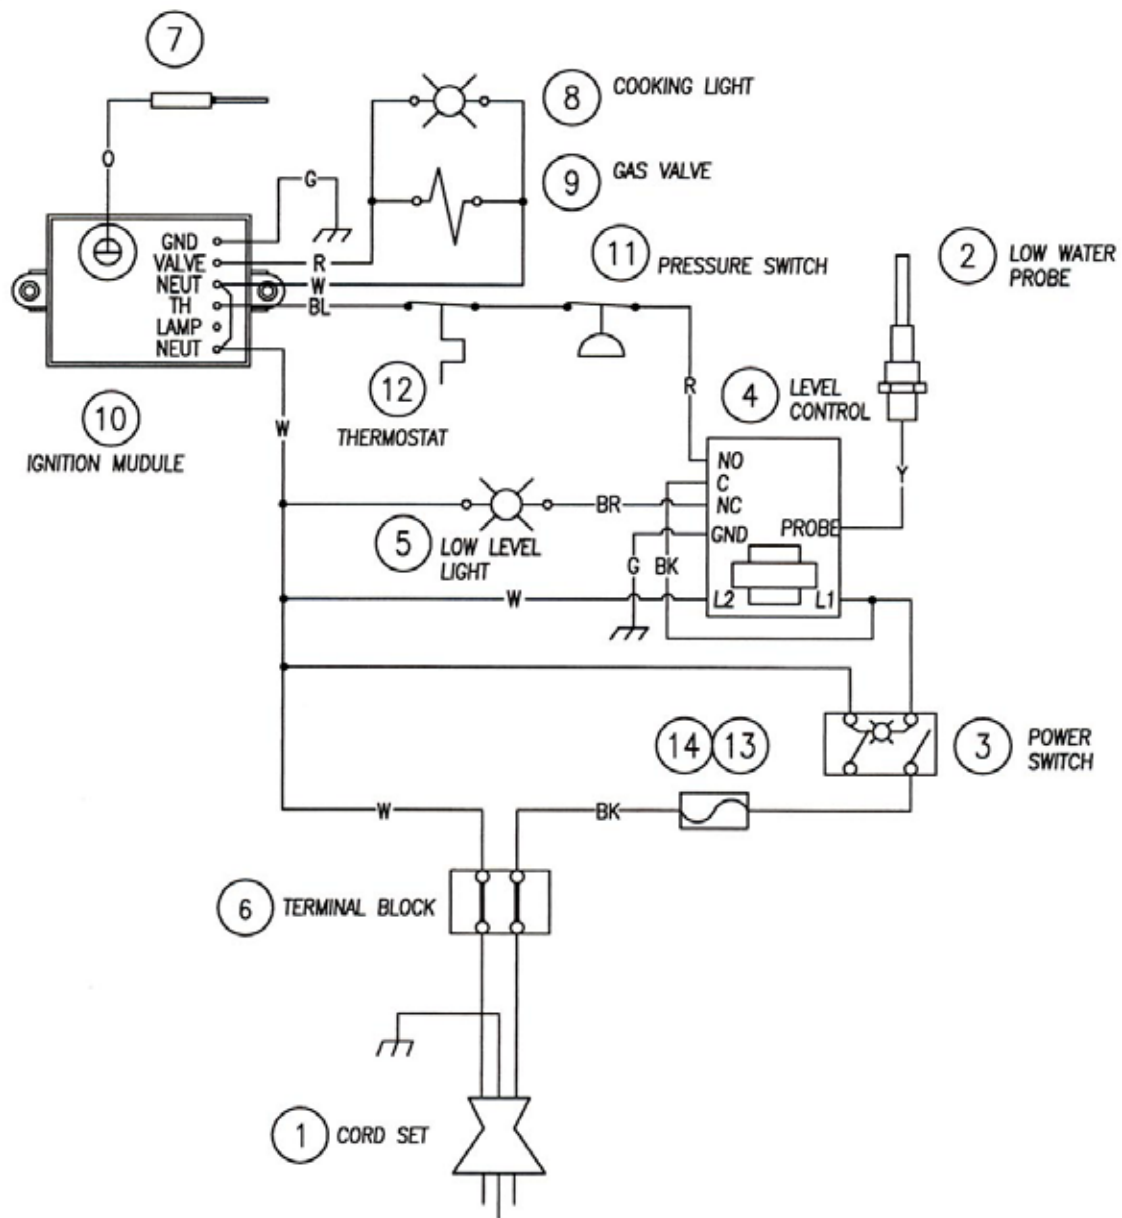 7
8 COOKING LIGHT
O
9 GAS VALVE
G
GND
VALVE R
NEUT W
TH BL
LAMP
NEUT
11 PRESSURE SWITCH
2 LOW WATER
PROBE
10
IGNITION MUDULE
12
THERMOSTAT
R
4 LEVEL
CONTROL
W
Y
NO
C
NC
GND
PROBE
L2 L1
BR
5 LOW LEVEL
LIGHT
G BK
W
14 13
3 POWER
SWITCH
W
BK
6 TERMINAL BLOCK
1 CORD SET